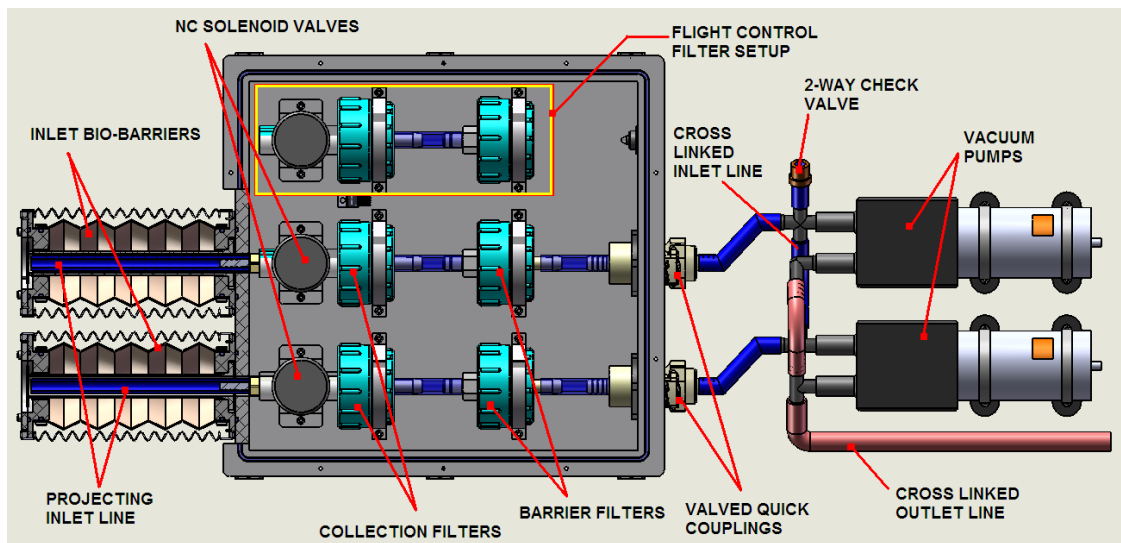 NC SOLENOID VALVES
FLIGHT CONTROL
FILTER SETUP
2-WAY CHECK
VALVE
INLET BIO-BARRIERS
CROSS
LINKED
INLET LINE
VACUUM
PUMPS
PROJECTING
INLET LINE
COLLECTION FILTERS
BARRIER FILTERS
VALVED QUICK
COUPLINGS
CROSS LINKED
OUTLET LINE